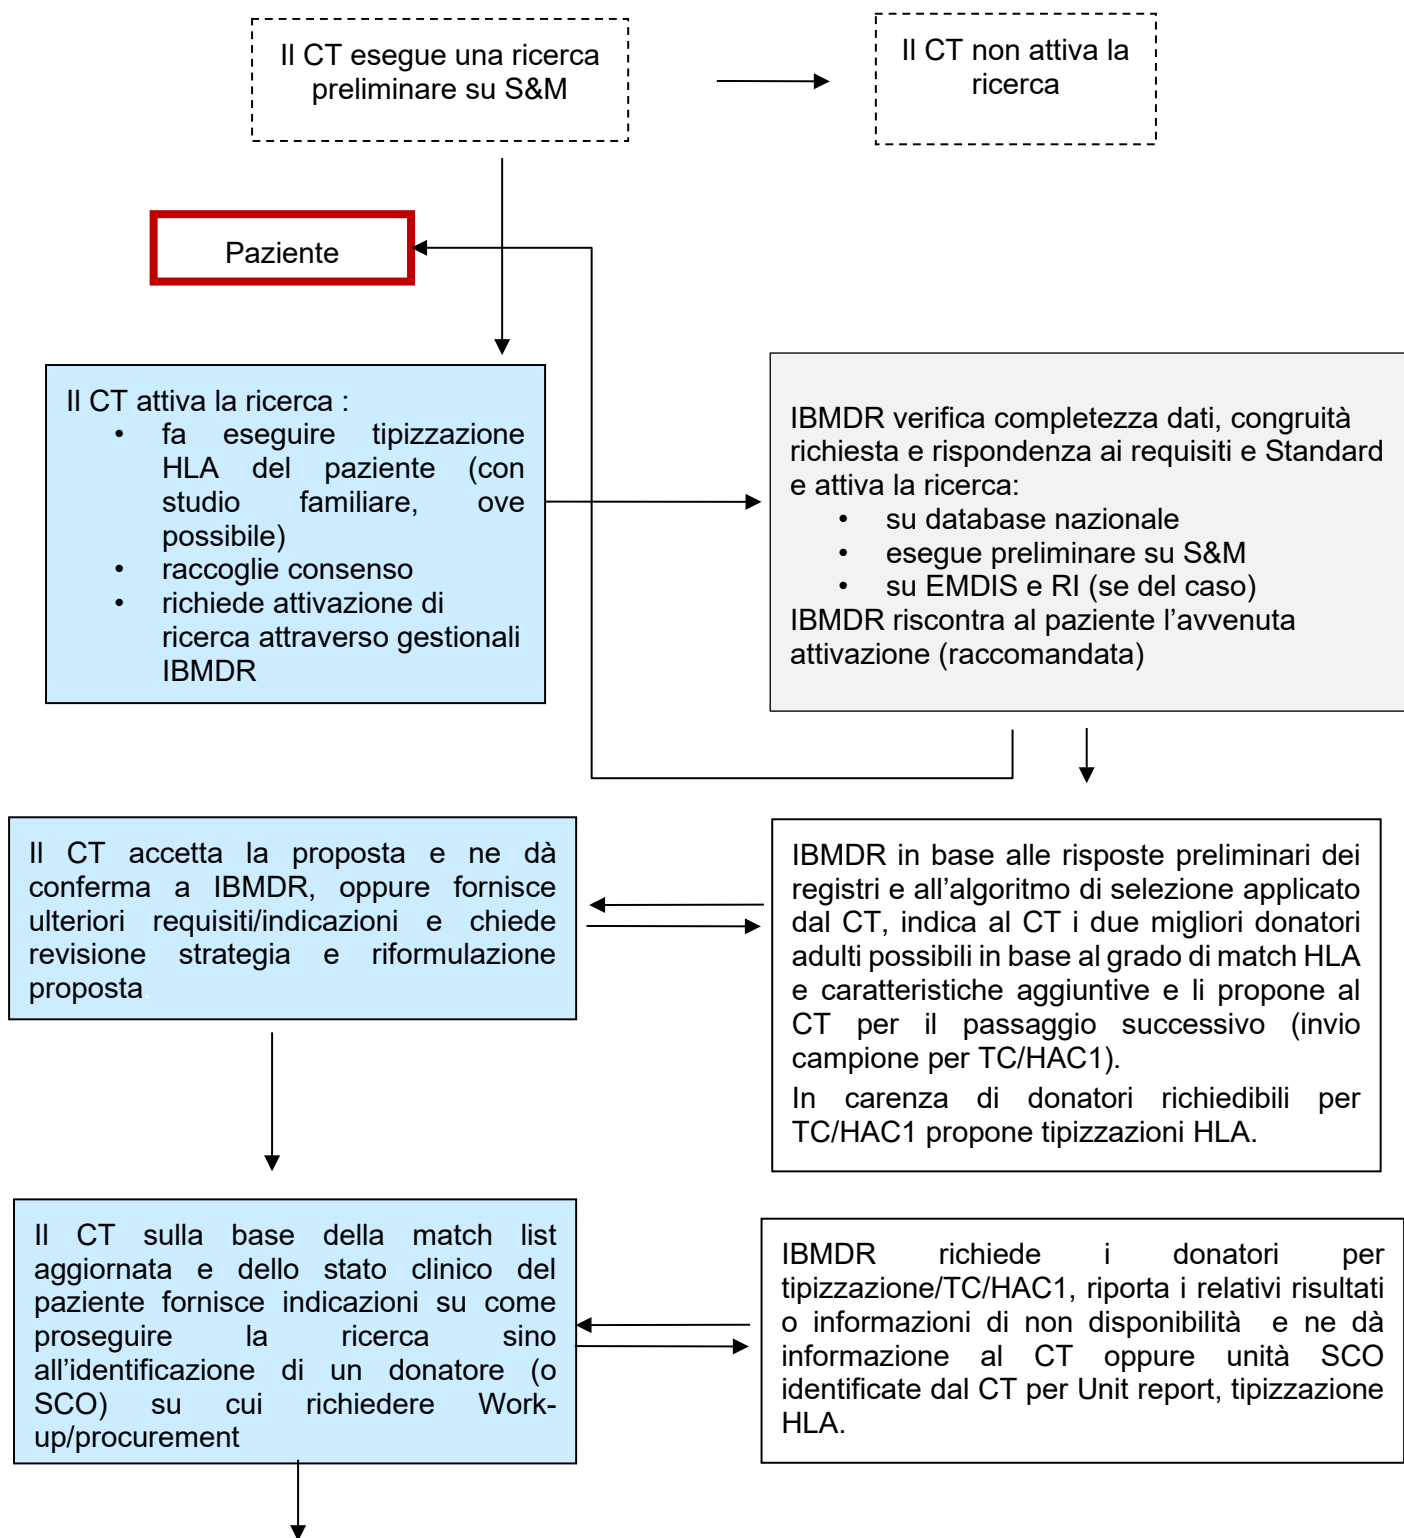 Il CT esegue una ricerca
preliminare su S&M
Il CT non attiva la
ricerca
Paziente
Il CT attiva la ricerca :
• fa eseguire tipizzazione
HLA del paziente (con
studio familiare, ove
possibile)
• raccoglie consenso
• richiede attivazione di
ricerca attraverso gestionali
IBMDR
IBMDR verifica completezza dati, congruità
richiesta e rispondenza ai requisiti e Standard
e attiva la ricerca:
• su database nazionale
• esegue preliminare su S&M
• su EMDIS e RI (se del caso)
IBMDR riscontra al paziente l’avvenuta
attivazione (raccomandata)
Il CT accetta la proposta e ne dà
conferma a IBMDR, oppure fornisce
ulteriori requisiti/indicazioni e chiede
revisione strategia e riformulazione
proposta
IBMDR in base alle risposte preliminari dei
registri e all’algoritmo di selezione applicato
dal CT, indica al CT i due migliori donatori
adulti possibili in base al grado di match HLA
e caratteristiche aggiuntive e li propone al
CT per il passaggio successivo (invio
campione per TC/HAC1).
In carenza di donatori richiedibili per
TC/HAC1 propone tipizzazioni HLA.
Il CT sulla base della match list
aggiornata e dello stato clinico del
paziente fornisce indicazioni su come
proseguire la ricerca sino
all’identificazione di un donatore (o
SCO) su cui richiedere Work-
up/procurement
IBMDR richiede i donatori per
tipizzazione/TC/HAC1, riporta i relativi risultati
o informazioni di non disponibilità e ne dà
informazione al CT oppure unità SCO
identificate dal CT per Unit report, tipizzazione
HLA.